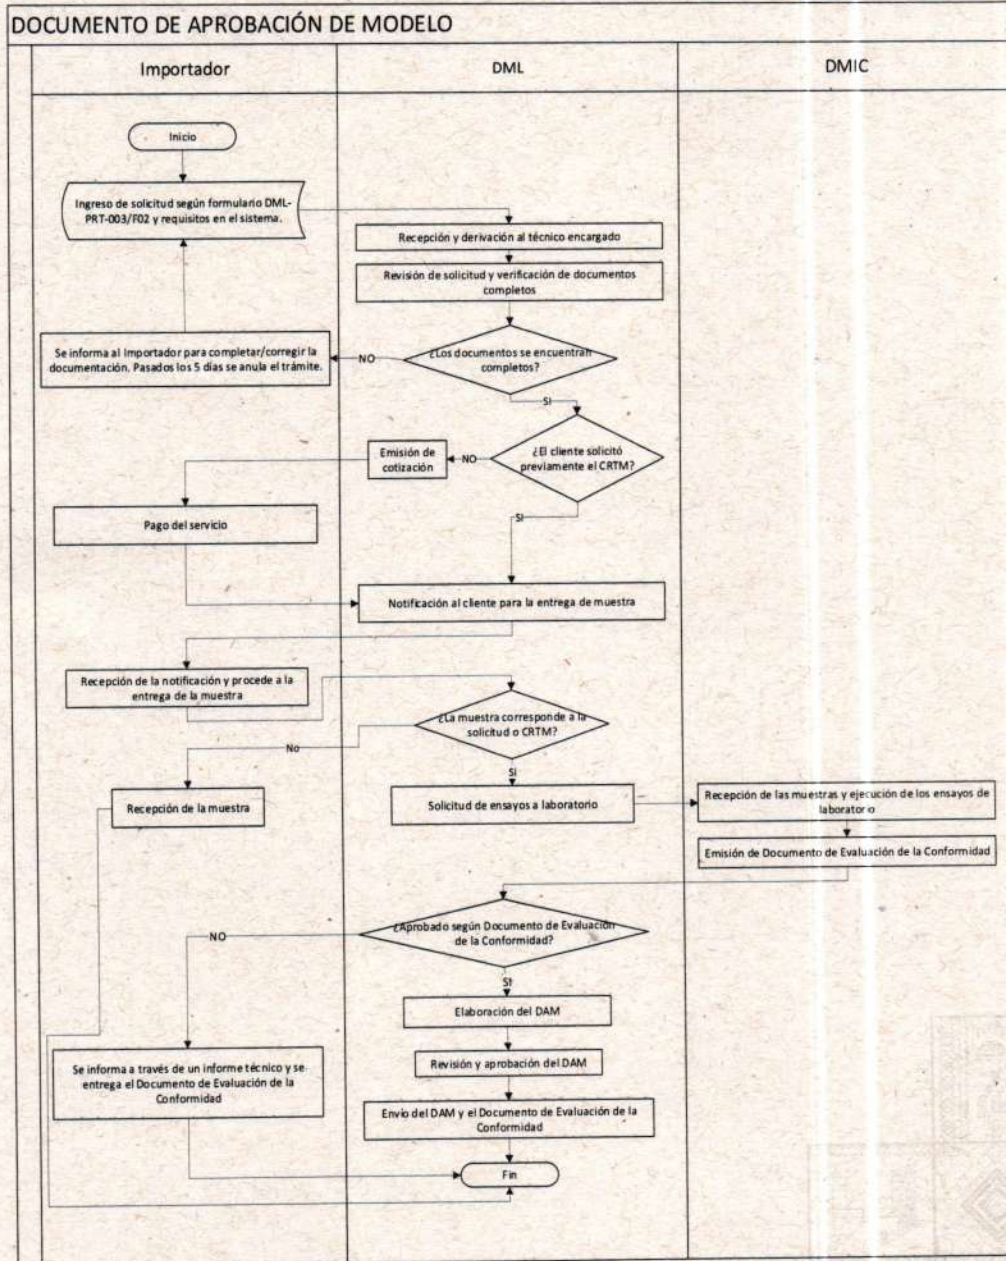 DOCUMENTO DE APROBACIÓN DE MODELO
Importador
DML
DMIC
Inicio
Ingreso de solicitud según formulario DML-
PRT-003/F02 y requisitos en el sistema.
Recepción y derivación al técnico encargado
Revisión de solicitud y verificación de documentos
completos
¿Los documentos se encuentran
completos?
NO
Se informa al Importador para completar/corregir la
documentación. Pasados los 5 días se anula el trámite.
SI
¿El cliente solicitó
previamente el CRTM?
NO
Emisión de
cotización
Pago del servicio
SI
Notificación al cliente para la entrega de muestra
Recepción de la notificación y procede a la
entrega de la muestra
¿La muestra corresponde a la
solicitud o CRTM?
No
Recepción de la muestra
SI
Solicitud de ensayos a laboratorio
Recepción de las muestras y ejecución de los ensayos de
laboratorio
Emisión de Documento de Evaluación de la Conformidad
¿Aprobado según Documento de Evaluación
de la Conformidad?
NO
SI
Elaboración del DAM
Revisión y aprobación del DAM
Se informa a través de un informe técnico y se
entrega el Documento de Evaluación de la
Conformidad
Envío del DAM y el Documento de Evaluación de la
Conformidad
Fin